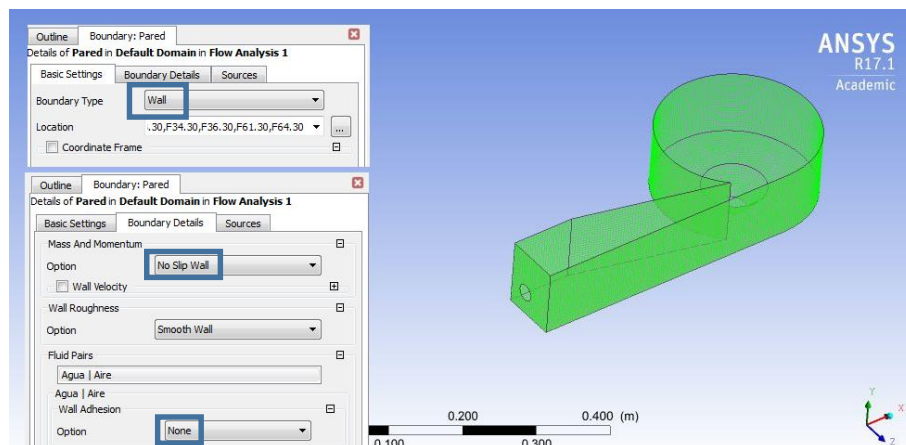 Outline Boundary: Pared
Details of Pared in Default Domain in Flow Analysis 1
Basic Settings Boundary Details Sources
Boundary Type Wall
Location .30,F34.30,F36.30,F61.30,F64.30 ...
Coordinate Frame
Outline Boundary: Pared
Details of Pared in Default Domain in Flow Analysis 1
Basic Settings Boundary Details Sources
Mass And Momentum
Option No Slip Wall
Wall Velocity
Wall Roughness
Option Smooth Wall
Fluid Pairs
Agua | Aire
Agua | Aire
Wall Adhesion
Option None
ANSYS
R17.1
Academic
0.200 0.400 (m)
0.100 0.300
Y
X
Z